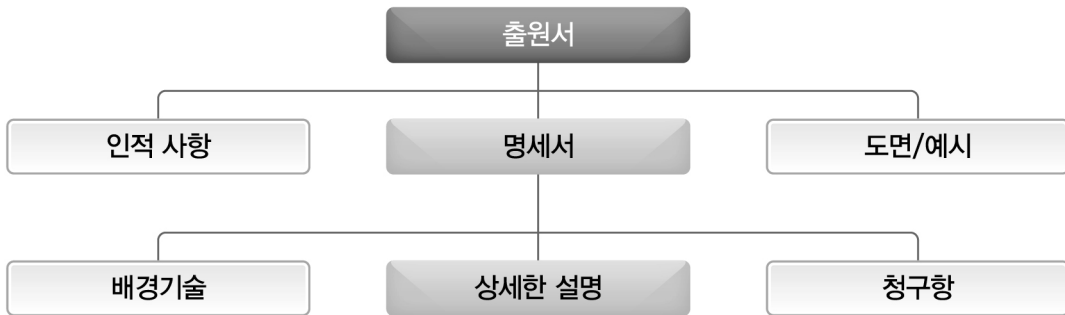 출원서
인적 사항
명세서
도면/예시
배경기술
상세한 설명
청구항